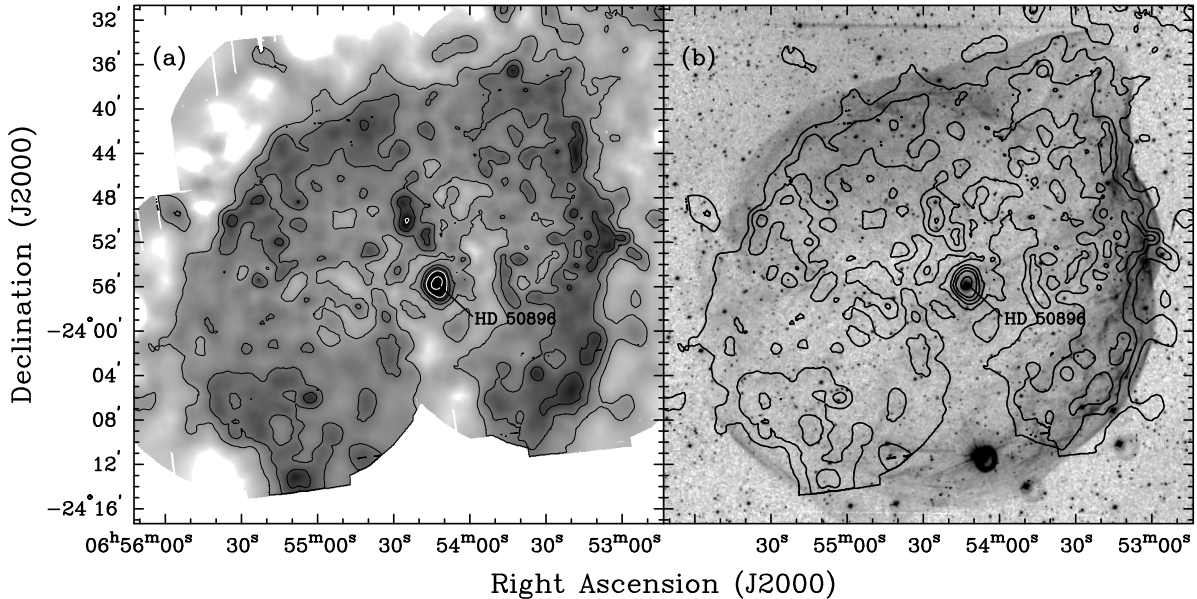 (a)
(b)
32′
36′
40′
44′
48′
52′
56′
−24°00′
04′
08′
12′
−24°16′
Declination (J2000)
HD 50896
HD 50896
06ʰ56ᵐ00ˢ 30ˢ 55ᵐ00ˢ 30ˢ 54ᵐ00ˢ 30ˢ 53ᵐ00ˢ
30ˢ 55ᵐ00ˢ 30ˢ 54ᵐ00ˢ 30ˢ 53ᵐ00ˢ
Right Ascension (J2000)